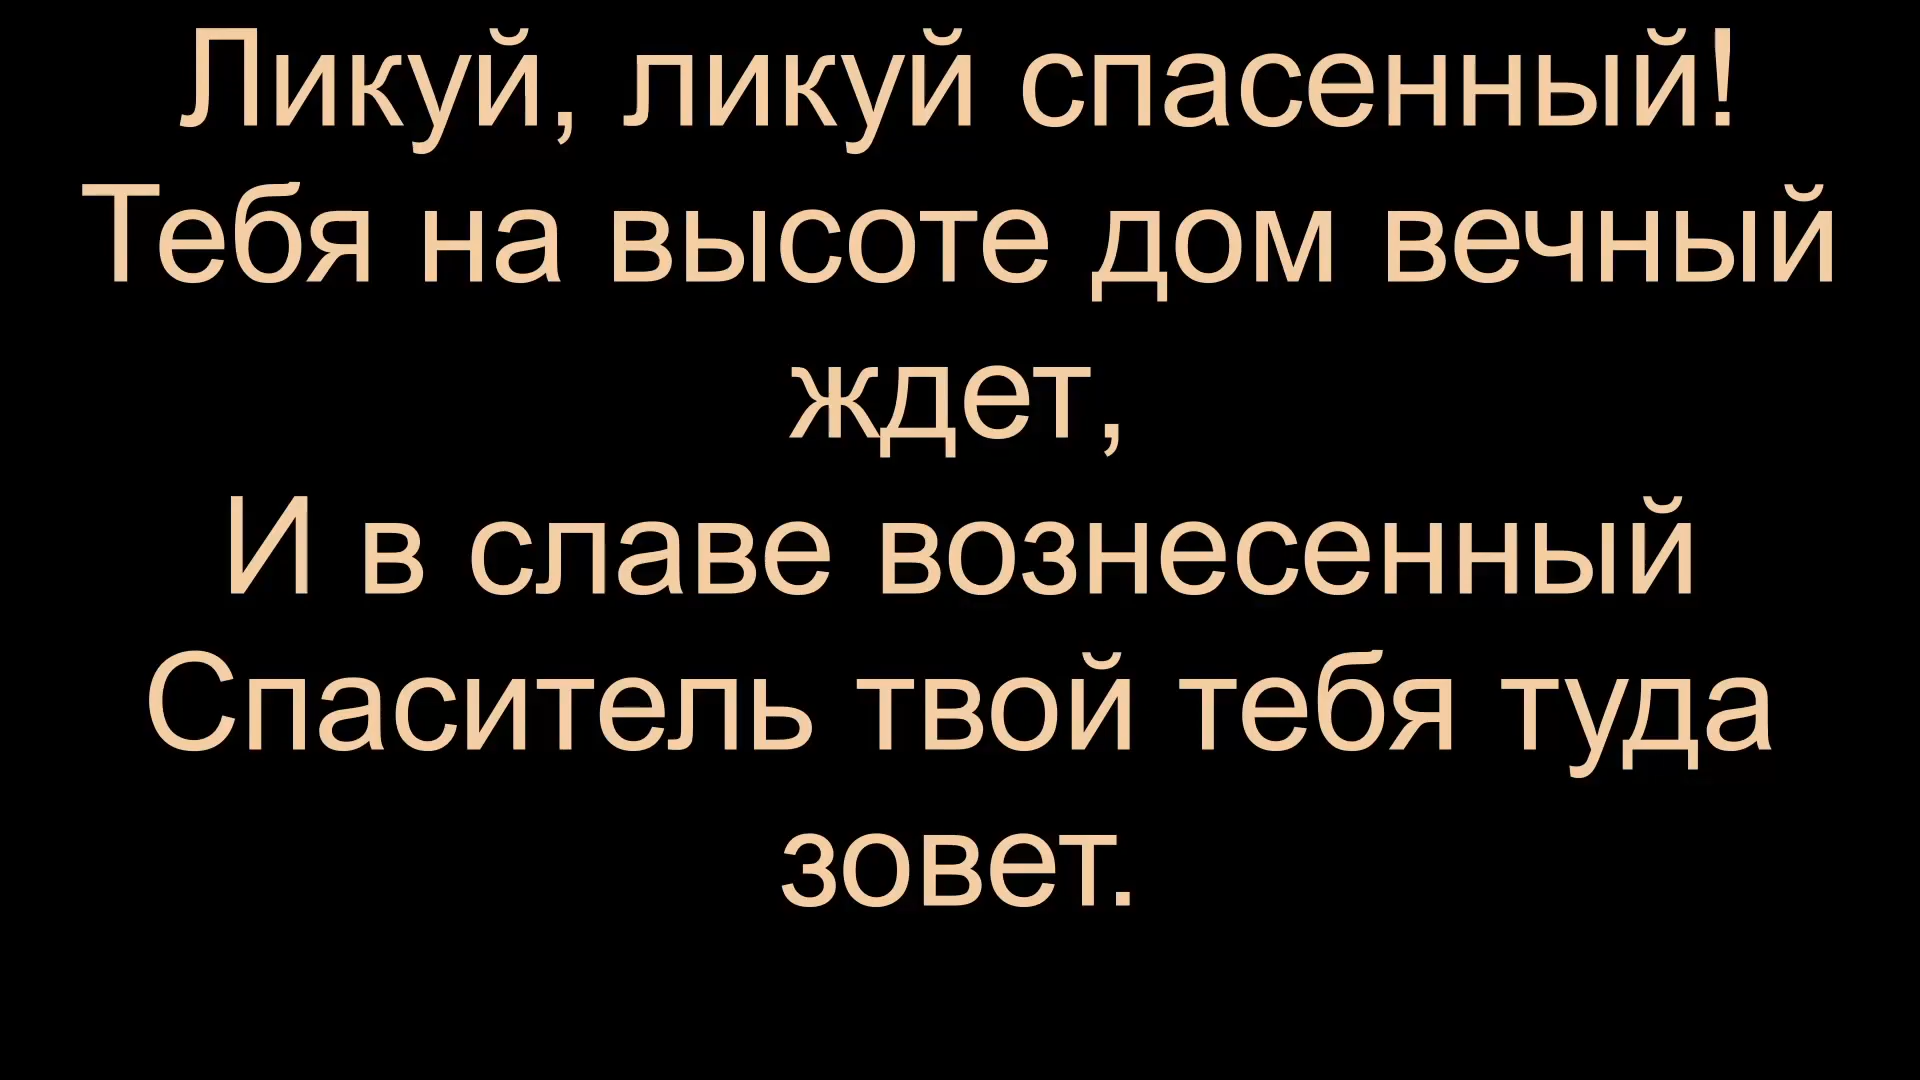 Ликуй, ликуй спасенный!
Тебя на высоте дом вечный
ждет,
И в славе вознесенный
Спаситель твой тебя туда
зовет.